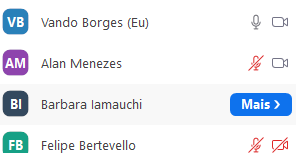 VB Vando Borges (Eu)
AM Alan Menezes
BI Barbara Iamauchi Mais >
FB Felipe Bertevello